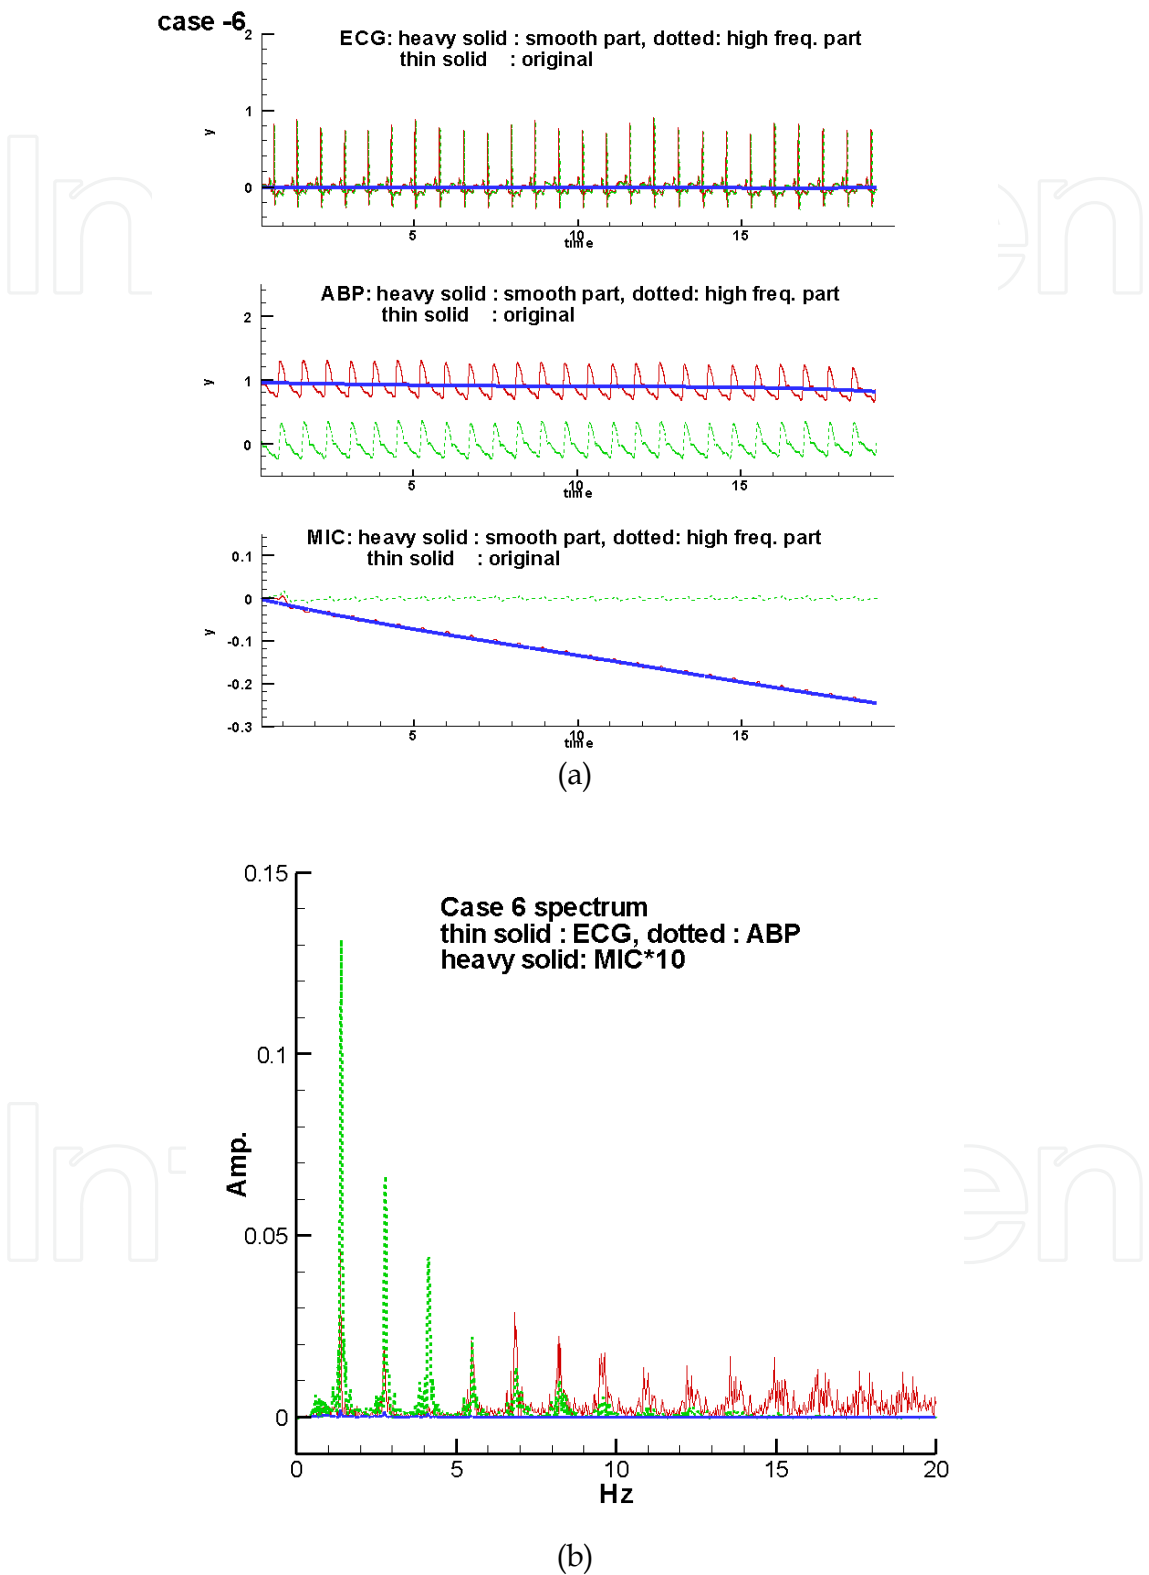 case -6
ECG: heavy solid : smooth part, dotted: high freq. part
thin solid : original
2
1
0
y
5
10
15
time
ABP: heavy solid : smooth part, dotted: high freq. part
thin solid : original
2
1
0
y
5
10
15
time
MIC: heavy solid : smooth part, dotted: high freq. part
thin solid : original
0.1
0
-0.1
-0.2
-0.3
y
5
10
15
time
(a)
Case 6 spectrum
thin solid : ECG, dotted : ABP
heavy solid: MIC*10
0.15
0.1
0.05
0
Amp.
0
5
10
15
20
Hz
(b)